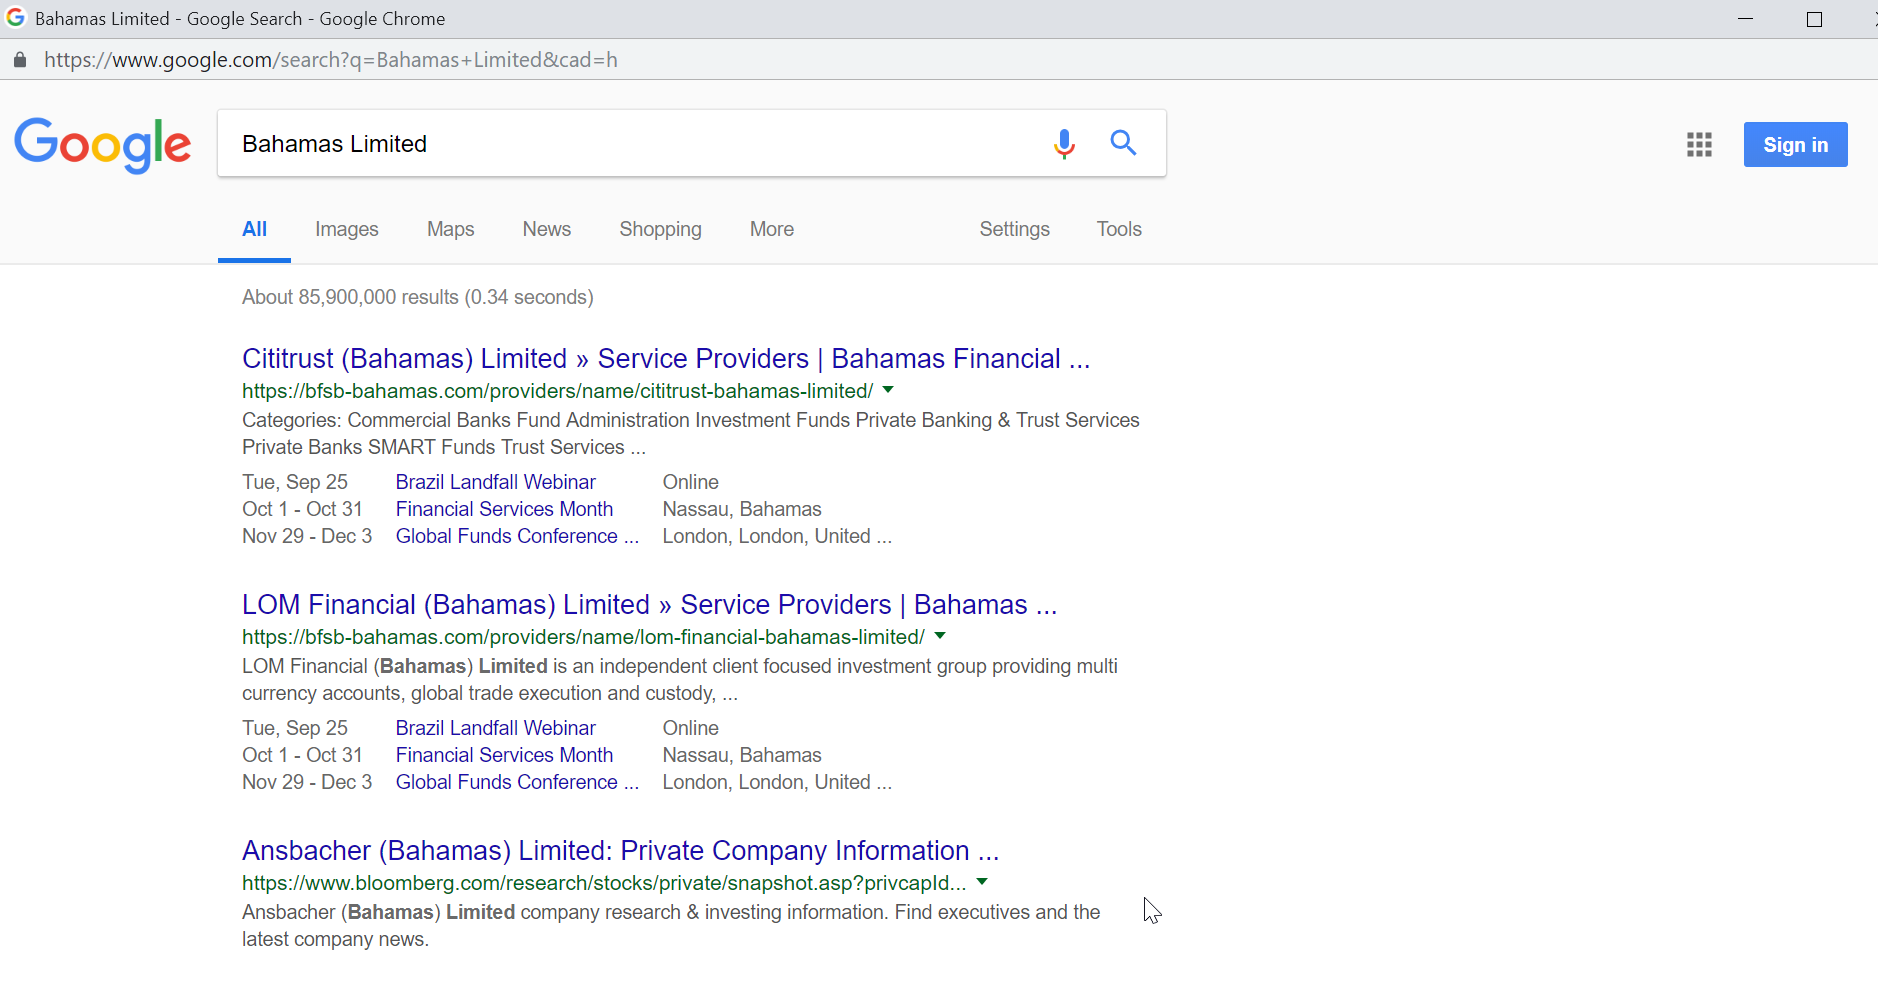 Bahamas Limited - Google Search - Google Chrome
https://www.google.com/search?q=Bahamas+Limited&cad=h
Google
Bahamas Limited
Sign in
All Images Maps News Shopping More Settings Tools
About 85,900,000 results (0.34 seconds)
Cititrust (Bahamas) Limited » Service Providers | Bahamas Financial ...
https://bfsb-bahamas.com/providers/name/cititrust-bahamas-limited/
Categories: Commercial Banks Fund Administration Investment Funds Private Banking & Trust Services
Private Banks SMART Funds Trust Services ...
Tue, Sep 25 Brazil Landfall Webinar Online
Oct 1 - Oct 31 Financial Services Month Nassau, Bahamas
Nov 29 - Dec 3 Global Funds Conference ... London, London, United ...
LOM Financial (Bahamas) Limited » Service Providers | Bahamas ...
https://bfsb-bahamas.com/providers/name/lom-financial-bahamas-limited/
LOM Financial (Bahamas) Limited is an independent client focused investment group providing multi
currency accounts, global trade execution and custody, ...
Tue, Sep 25 Brazil Landfall Webinar Online
Oct 1 - Oct 31 Financial Services Month Nassau, Bahamas
Nov 29 - Dec 3 Global Funds Conference ... London, London, United ...
Ansbacher (Bahamas) Limited: Private Company Information ...
https://www.bloomberg.com/research/stocks/private/snapshot.asp?privcapId...
Ansbacher (Bahamas) Limited company research & investing information. Find executives and the
latest company news.